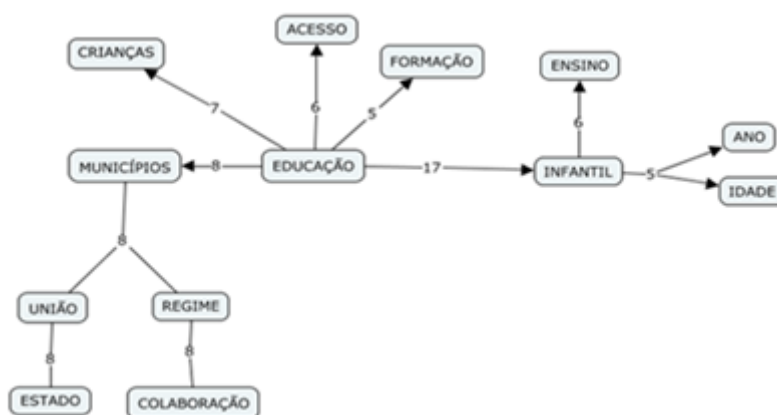 ACESSO
CRIANÇAS
FORMAÇÃO
ENSINO
7
6
5
6
ANO
MUNICÍPIOS
8
EDUCAÇÃO
17
INFANTIL
5
IDADE
8
UNIÃO
REGIME
8
8
ESTADO
COLABORAÇÃO